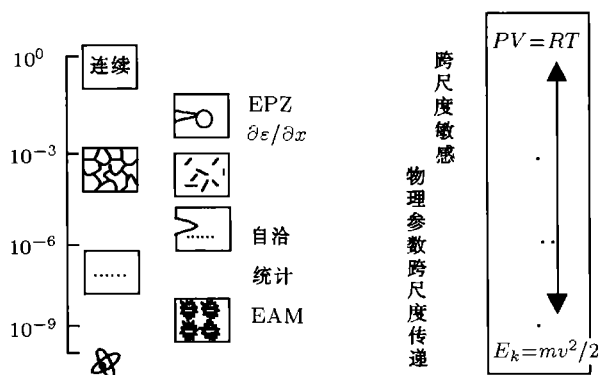 10⁰
连续
10⁻³
10⁻⁶
10⁻⁹
EPZ
∂ε/∂x
自洽
统计
EAM
跨尺度敏感
物理参数跨尺度传递
PV=RT
E_k=mv²/2